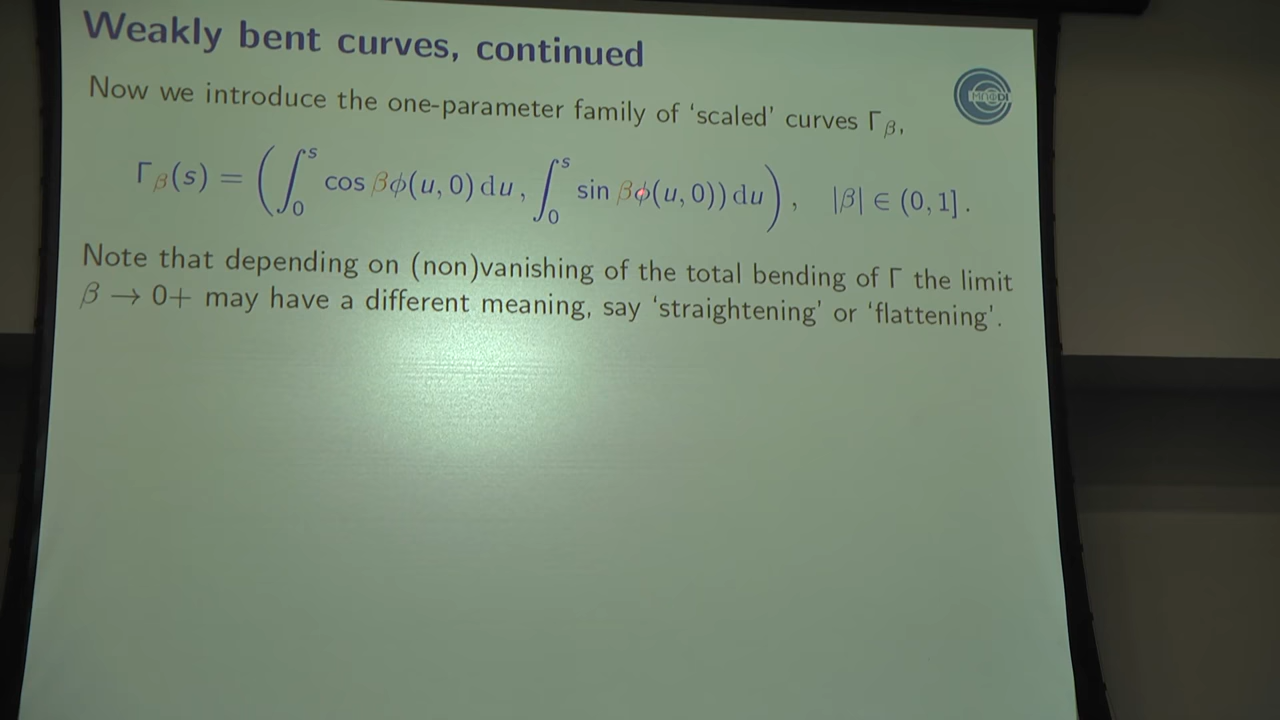 Weakly bent curves, continued
Now we introduce the one-parameter family of ‘scaled’ curves Γ_β,
Γ_β(s) = (∫_0^s cos βϕ(u, 0) du, ∫_0^s sin βϕ(u, 0)) du), |β| ∈ (0, 1].
Note that depending on (non)vanishing of the total bending of Γ the limit
β → 0+ may have a different meaning, say ‘straightening’ or ‘flattening’.